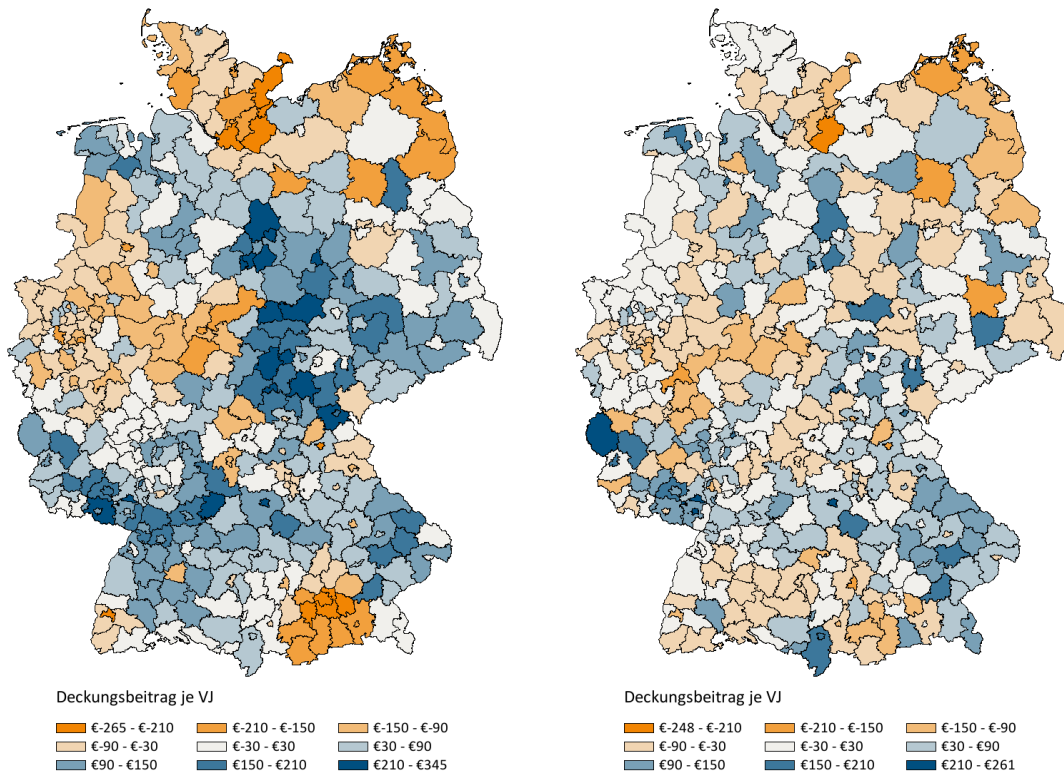 Deckungsbeitrag je VJ
€-265 - €-210 €-210 - €-150 €-150 - €-90
€-90 - €-30 €-30 - €30 €30 - €90
€90 - €150 €150 - €210 €210 - €345
Deckungsbeitrag je VJ
€-248 - €-210 €-210 - €-150 €-150 - €-90
€-90 - €-30 €-30 - €30 €30 - €90
€90 - €150 €150 - €210 €210 - €261